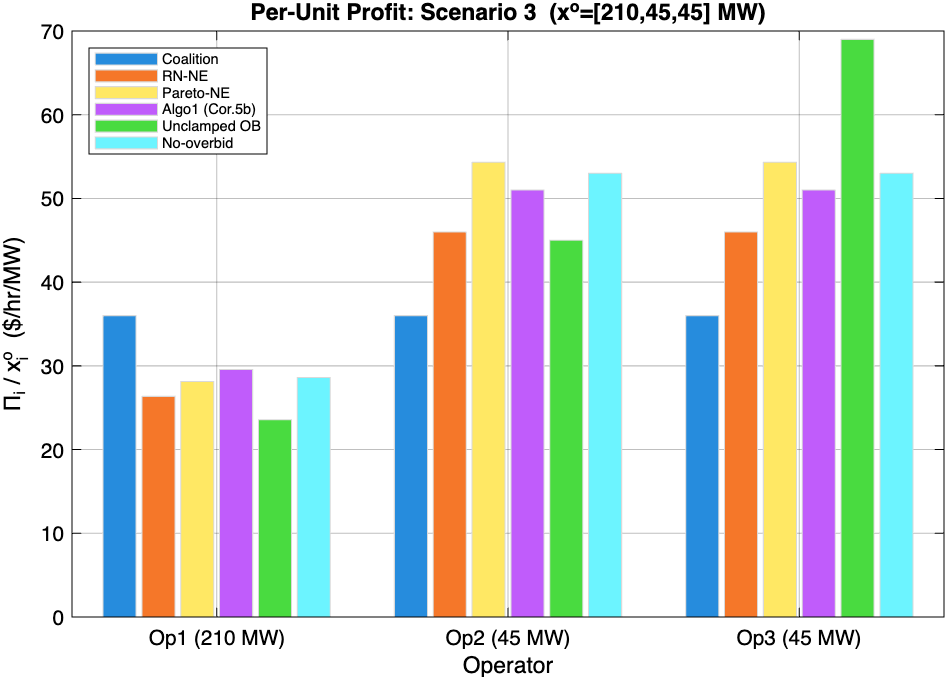 Per-Unit Profit: Scenario 3 (xº=[210,45,45] MW)
Coalition
RN-NE
Pareto-NE
Algo1 (Cor.5b)
Unclamped OB
No-overbid
Πi / xiº ($/hr/MW)
70
60
50
40
30
20
10
0
Op1 (210 MW) Op2 (45 MW) Op3 (45 MW)
Operator